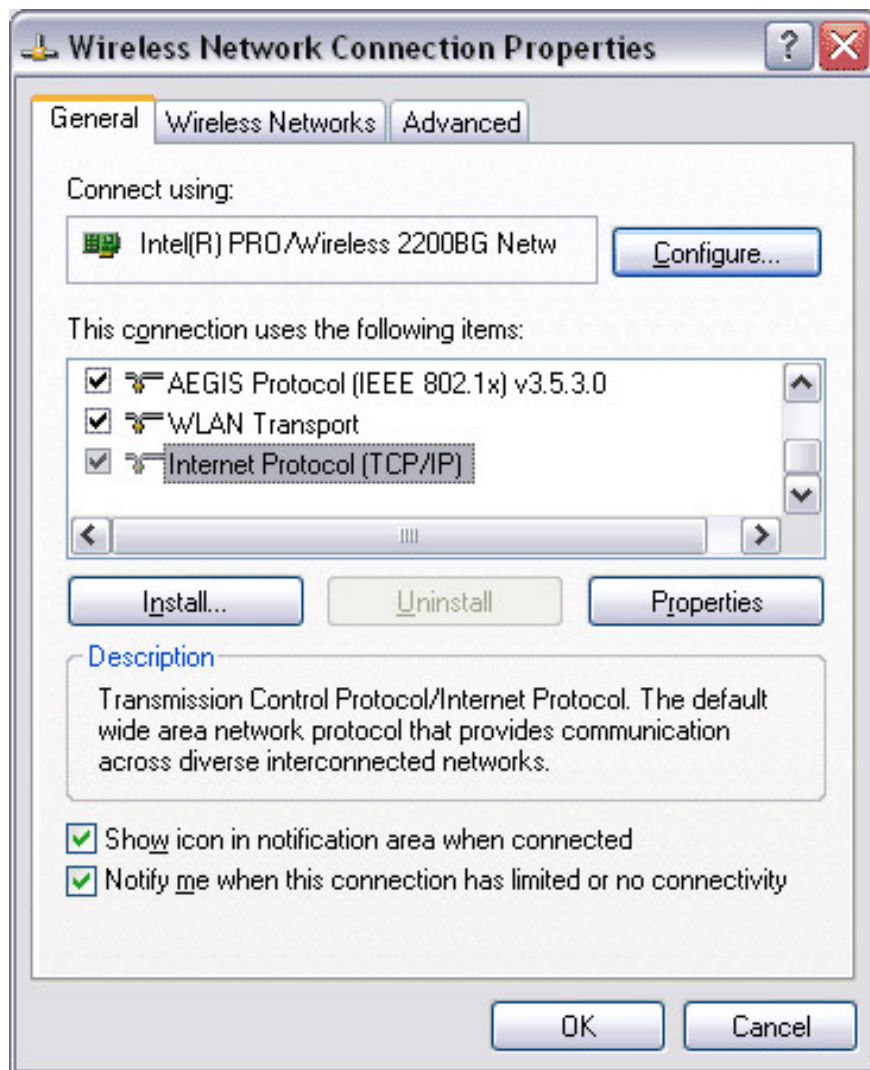 Wireless Network Connection Properties
General Wireless Networks Advanced
Connect using:
Intel(R) PRO/Wireless 2200BG Netw Configure...
This connection uses the following items:
AEGIS Protocol (IEEE 802.1x) v3.5.3.0
WLAN Transport
Internet Protocol (TCP/IP)
Install... Uninstall Properties
Description
Transmission Control Protocol/Internet Protocol. The default
wide area network protocol that provides communication
across diverse interconnected networks.
Show icon in notification area when connected
Notify me when this connection has limited or no connectivity
OK Cancel